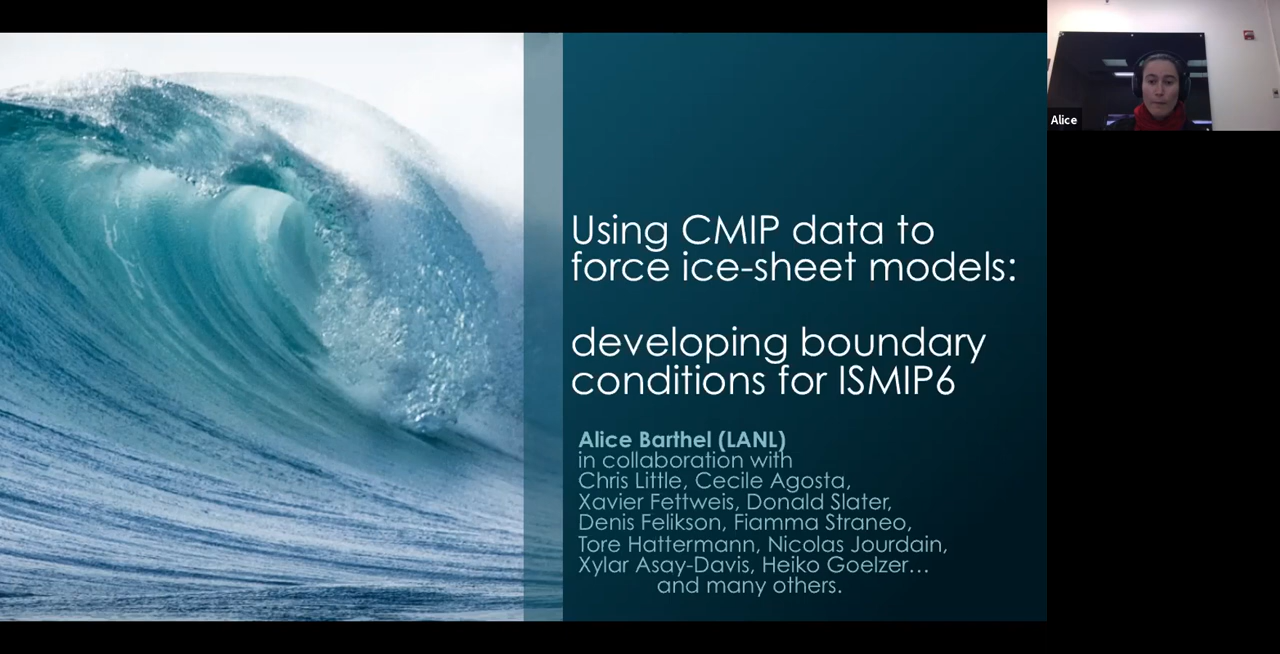 Using CMIP data to
force ice-sheet models:
developing boundary
conditions for ISMIP6
Alice Barthel (LANL)
in collaboration with
Chris Little, Cecile Agosta,
Xavier Fettweis, Donald Slater,
Denis Felikson, Fiamma Straneo,
Tore Hattermann, Nicolas Jourdain,
Xylar Asay-Davis, Heiko Goelzer...
and many others.
Alice